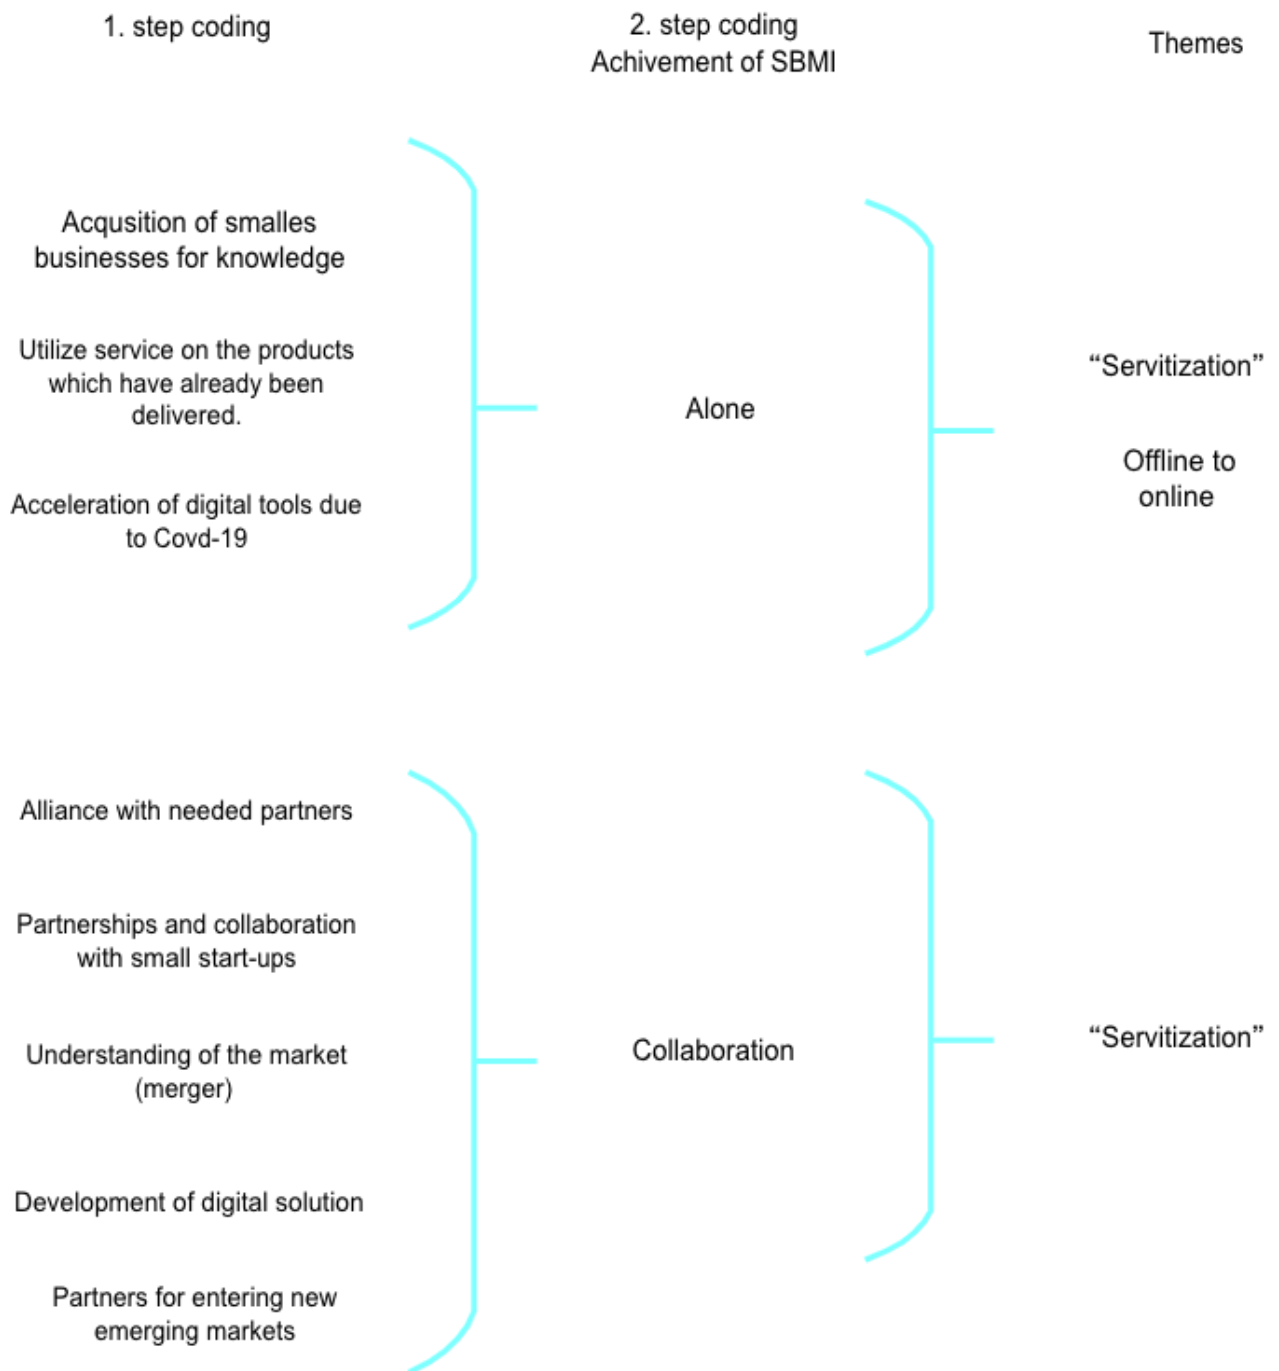 1. step coding
2. step coding
Achivement of SBMI
Themes
Acqusition of smalles
businesses for knowledge
Utilize service on the products
which have already been
delivered.
Acceleration of digital tools due
to Covd-19
Alone
“Servitization”
Offline to
online
Alliance with needed partners
Partnerships and collaboration
with small start-ups
Understanding of the market
(merger)
Development of digital solution
Partners for entering new
emerging markets
Collaboration
“Servitization”